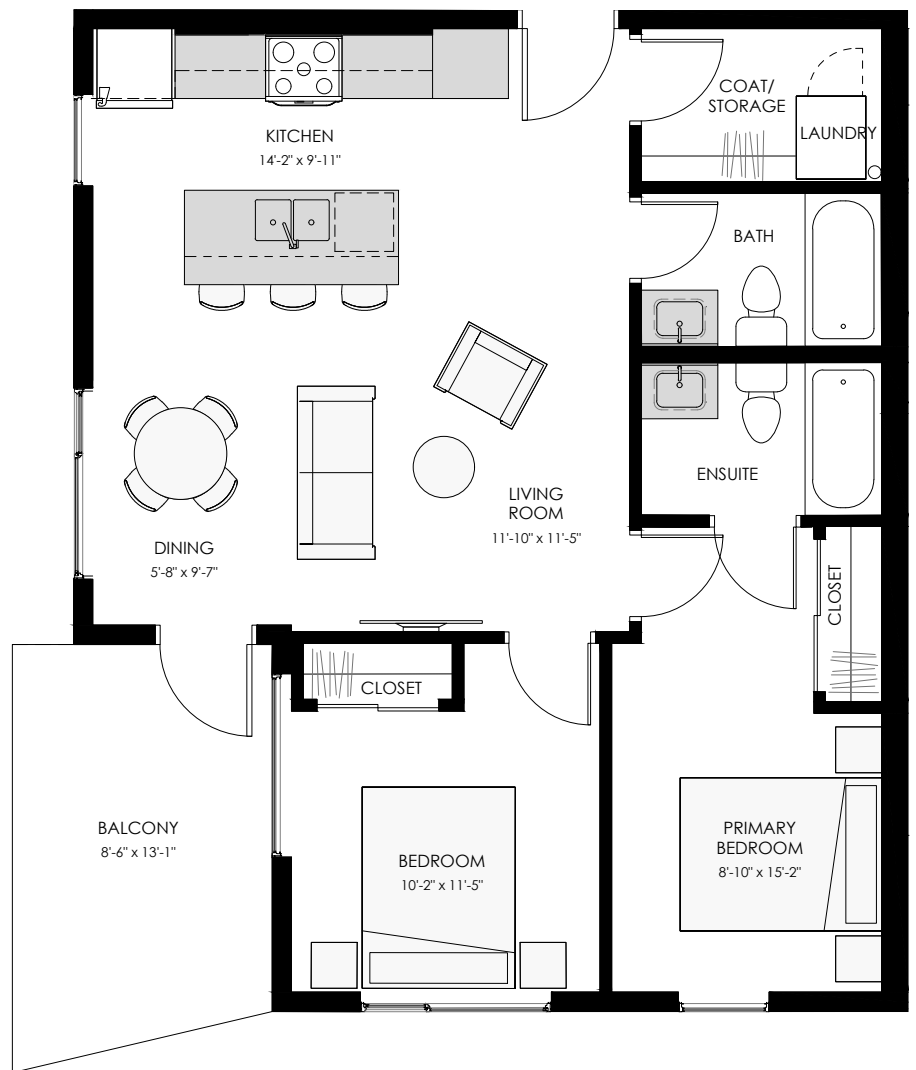 COAT/
STORAGE
LAUNDRY
KITCHEN
14'-2" x 9'-11"
BATH
ENSUITE
LIVING
ROOM
11'-10" x 11'-5"
DINING
5'-8" x 9'-7"
CLOSET
CLOSET
BALCONY
8'-6" x 13'-1"
BEDROOM
10'-2" x 11'-5"
PRIMARY
BEDROOM
8'-10" x 15'-2"